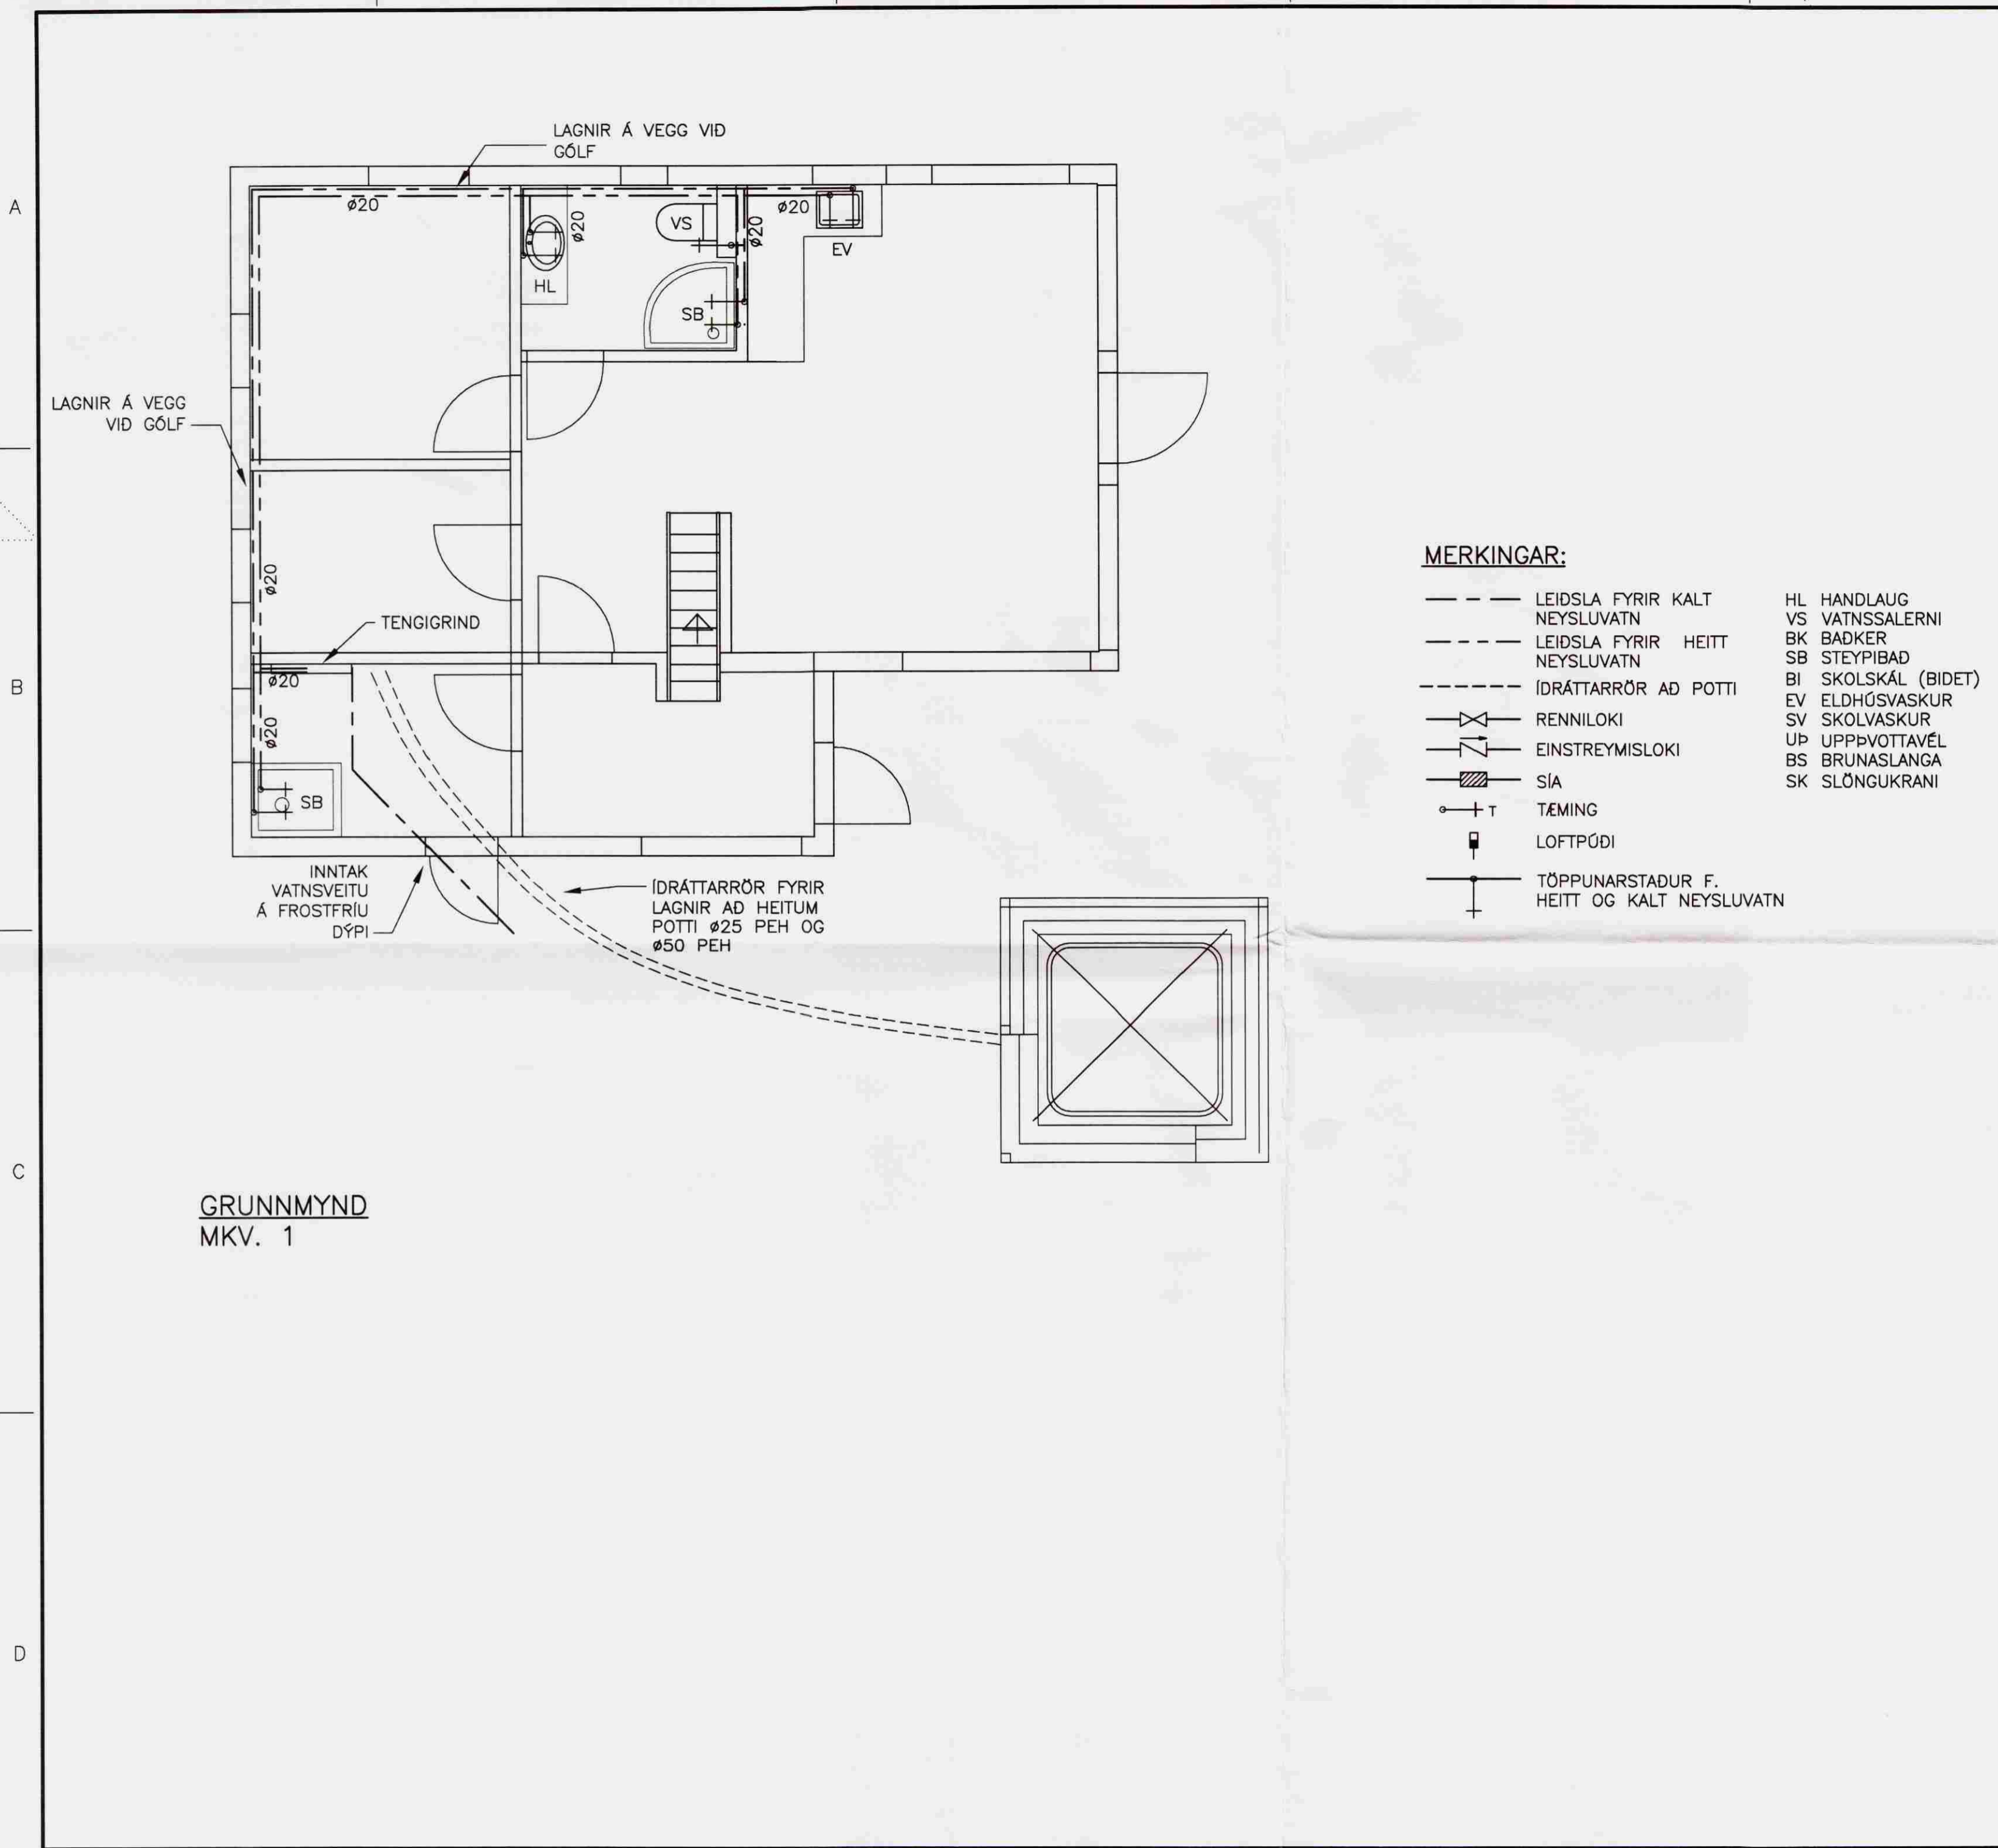 A
B
C
D
LAGNIR Á VEGG VIÐ
GÓLF
ø20
ø20
VS
ø20
ø20
EV
HL
SB
LAGNIR Á VEGG
VIÐ GÓLF
ø20
TENGIGRIND
ø20
ø20
SB
INNTAK
VATNSVEITU
Á FROSTFRÍU
DÝPI
ÍDRÁTTARRÖR FYRIR
LAGNIR AÐ HEITUM
POTTI ø25 PEH OG
ø50 PEH
MERKINGAR:
LEIÐSLA FYRIR KALT
NEYSLUVATN
LEIÐSLA FYRIR HEITT
NEYSLUVATN
ÍDRÁTTARRÖR AÐ POTTI
RENNILOKI
EINSTREYMISLOKI
SÍA
T TÆMING
LOFTPÚÐI
TÖPPUNARSTAÐUR F.
HEITT OG KALT NEYSLUVATN
HL HANDLAUG
VS VATNSSALERNI
BK BAÐKER
SB STEYPIBAÐ
BI SKOLSKÁL (BIDET)
EV ELDHÚSVASKUR
SV SKOLVASKUR
UÞ UPPÞVOTTAVÉL
BS BRUNASLANGA
SK SLÖNGUKRANI
GRUNNMYND
MKV. 1